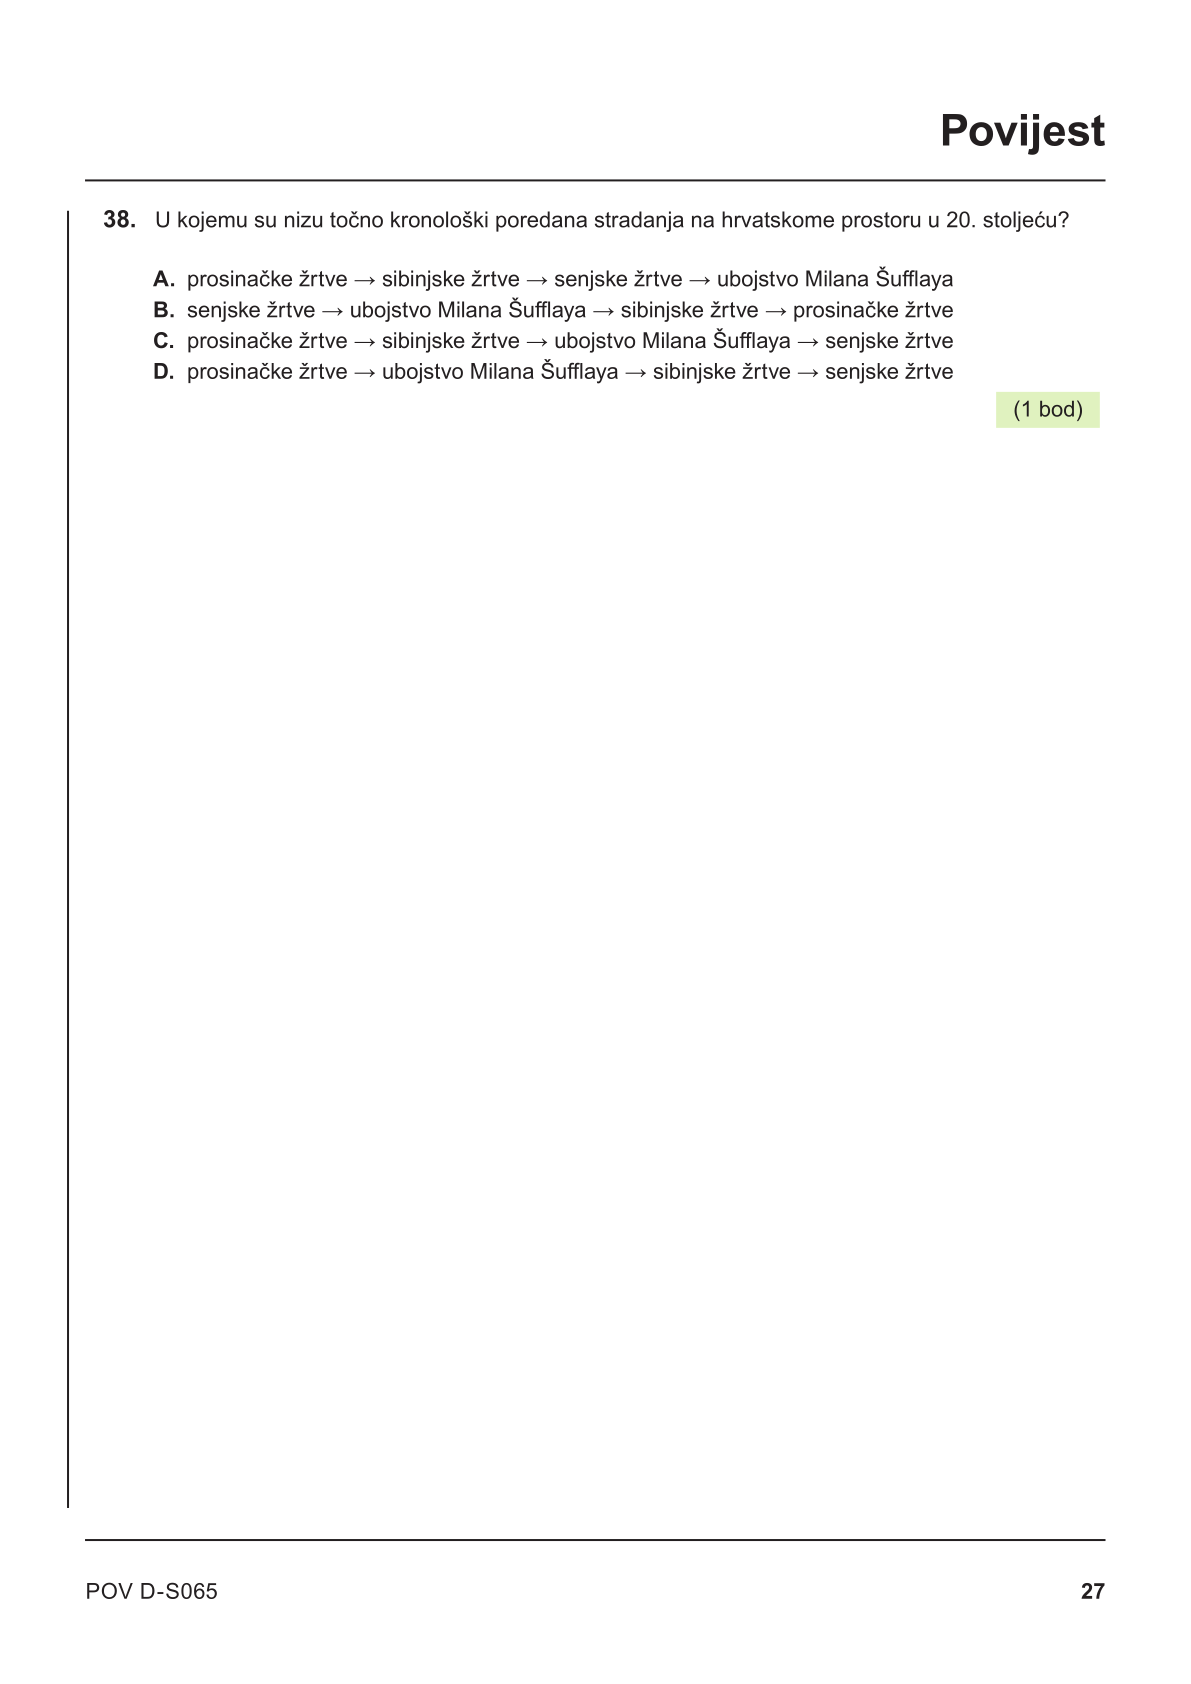 Povijest
38. U kojemu su nizu točno kronološki poredana stradanja na hrvatskome prostoru u 20. stoljeću?
A. prosinačke žrtve → sibinjske žrtve → senjske žrtve → ubojstvo Milana Šufflaya
B. senjske žrtve → ubojstvo Milana Šufflaya → sibinjske žrtve → prosinačke žrtve
C. prosinačke žrtve → sibinjske žrtve → ubojstvo Milana Šufflaya → senjske žrtve
D. prosinačke žrtve → ubojstvo Milana Šufflaya → sibinjske žrtve → senjske žrtve
(1 bod)
POV D-S065
27